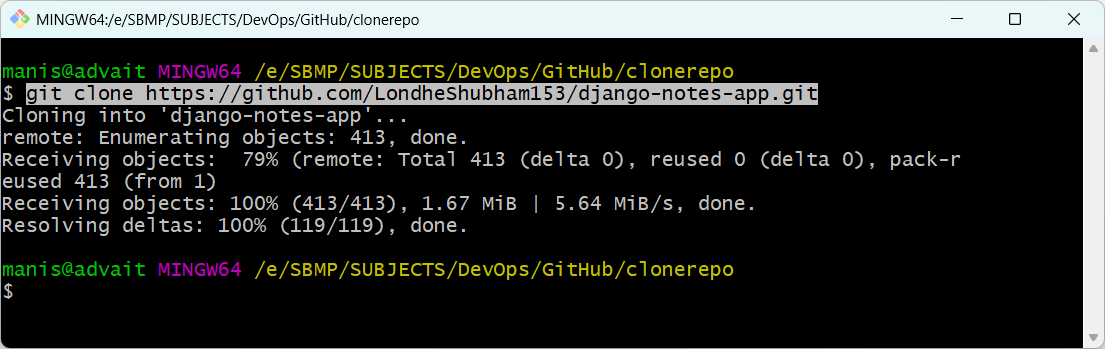 MINGW64:/e/SBMP/SUBJECTS/DevOps/GitHub/clonerepo
manis@advait MINGW64 /e/SBMP/SUBJECTS/DevOps/GitHub/clonerepo
$ git clone https://github.com/LondheShubham153/django-notes-app.git
Cloning into 'django-notes-app'...
remote: Enumerating objects: 413, done.
Receiving objects:  79% (remote: Total 413 (delta 0), reused 0 (delta 0), pack-r
eused 413 (from 1)
Receiving objects: 100% (413/413), 1.67 MiB | 5.64 MiB/s, done.
Resolving deltas: 100% (119/119), done.
manis@advait MINGW64 /e/SBMP/SUBJECTS/DevOps/GitHub/clonerepo
$